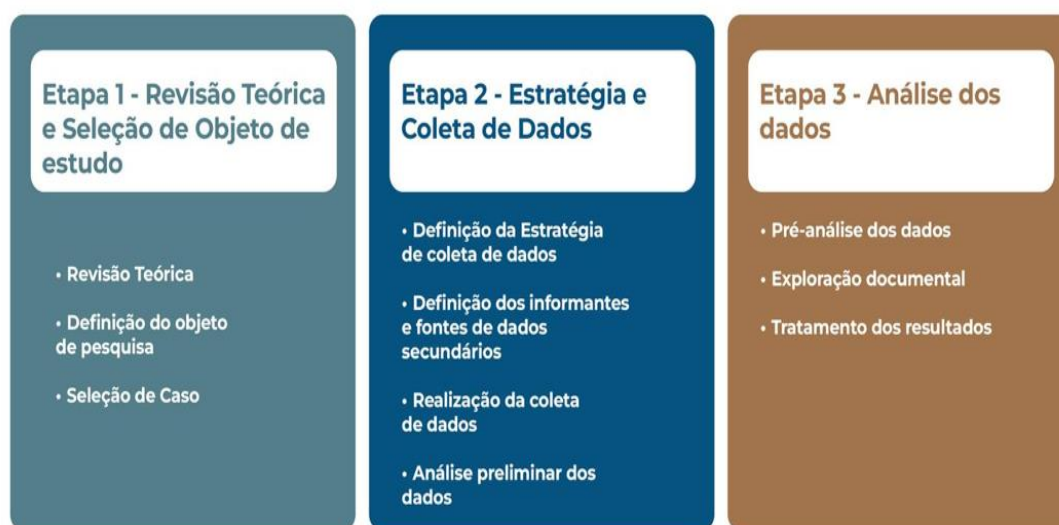 Etapa 1 - Revisão Teórica
e Seleção de Objeto de
estudo
• Revisão Teórica
• Definição do objeto
de pesquisa
• Seleção de Caso
Etapa 2 - Estratégia e
Coleta de Dados
• Definição da Estratégia
de coleta de dados
• Definição dos informantes
e fontes de dados
secundários
• Realização da coleta
de dados
• Análise preliminar dos
dados
Etapa 3 - Análise dos
dados
• Pré-análise dos dados
• Exploração documental
• Tratamento dos resultados